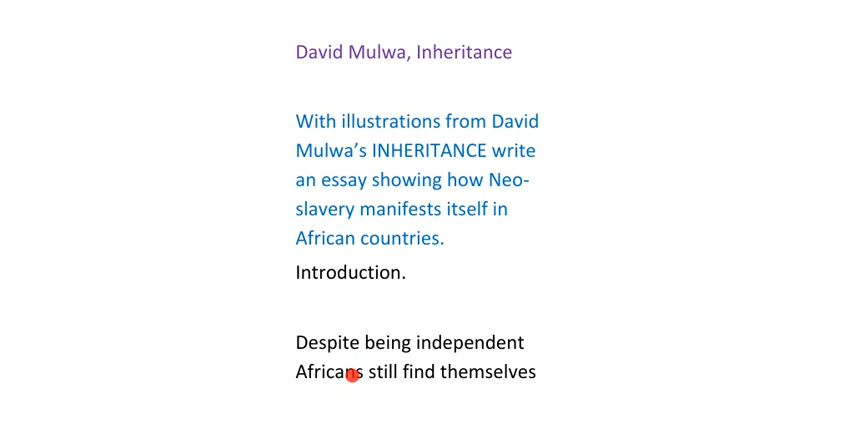 David Mulwa, Inheritance
With illustrations from David
Mulwa’s INHERITANCE write
an essay showing how Neo-
slavery manifests itself in
African countries.
Introduction.
Despite being independent
Africans still find themselves